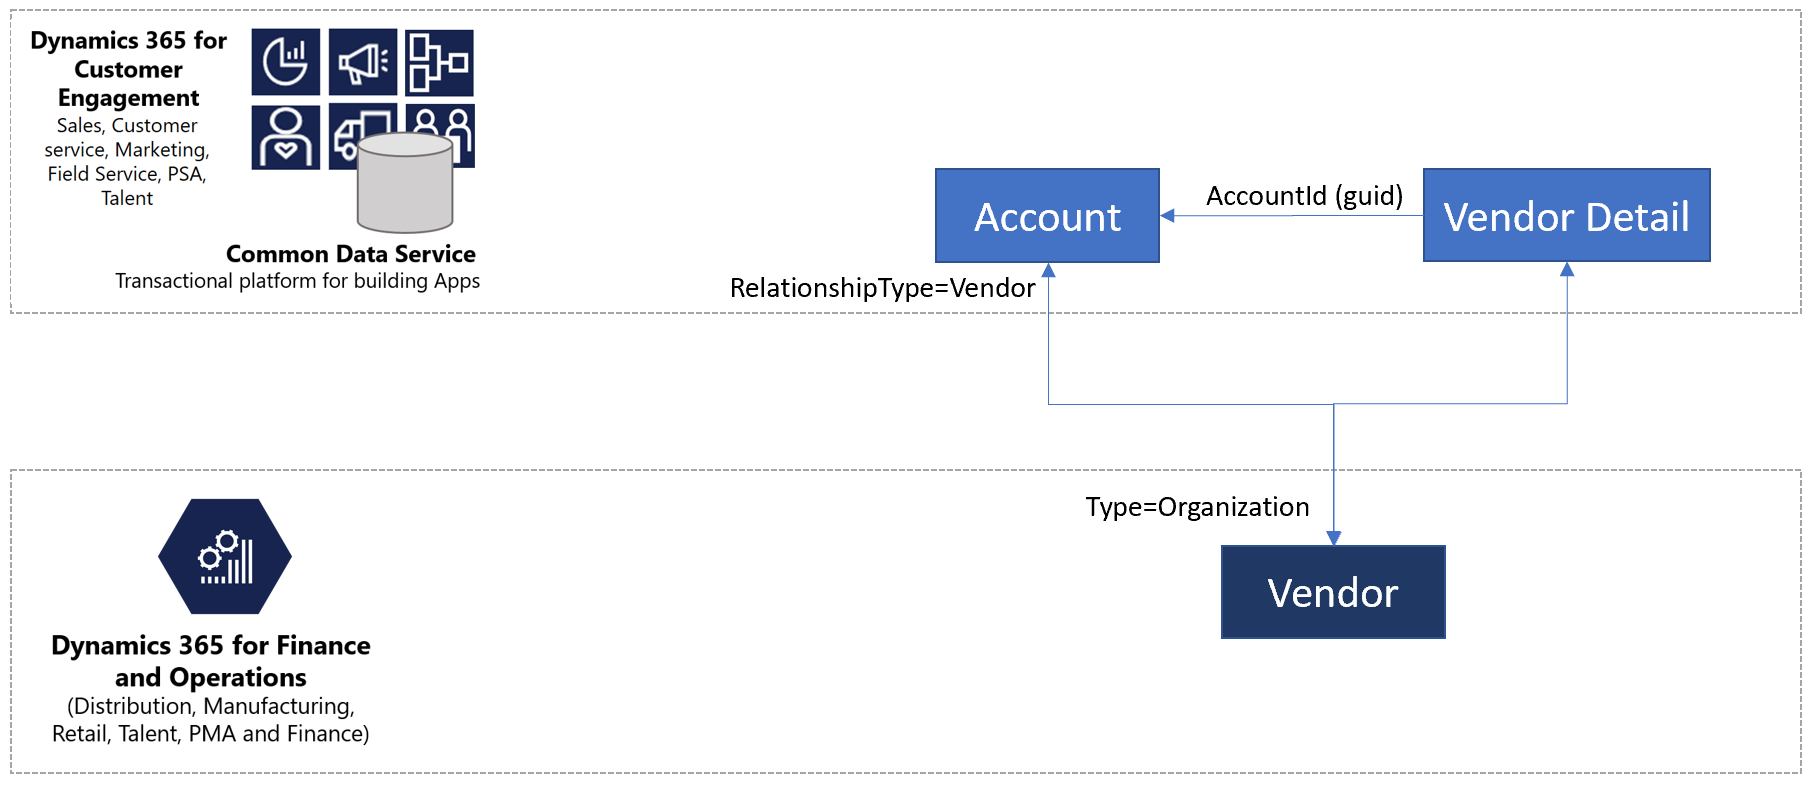 Dynamics 365 for
Customer
Engagement
Sales, Customer
service, Marketing,
Field Service, PSA,
Talent
Common Data Service
Transactional platform for building Apps
Account
AccountId (guid)
Vendor Detail
RelationshipType=Vendor
Type=Organization
Vendor
Dynamics 365 for Finance
and Operations
(Distribution, Manufacturing,
Retail, Talent, PMA and Finance)